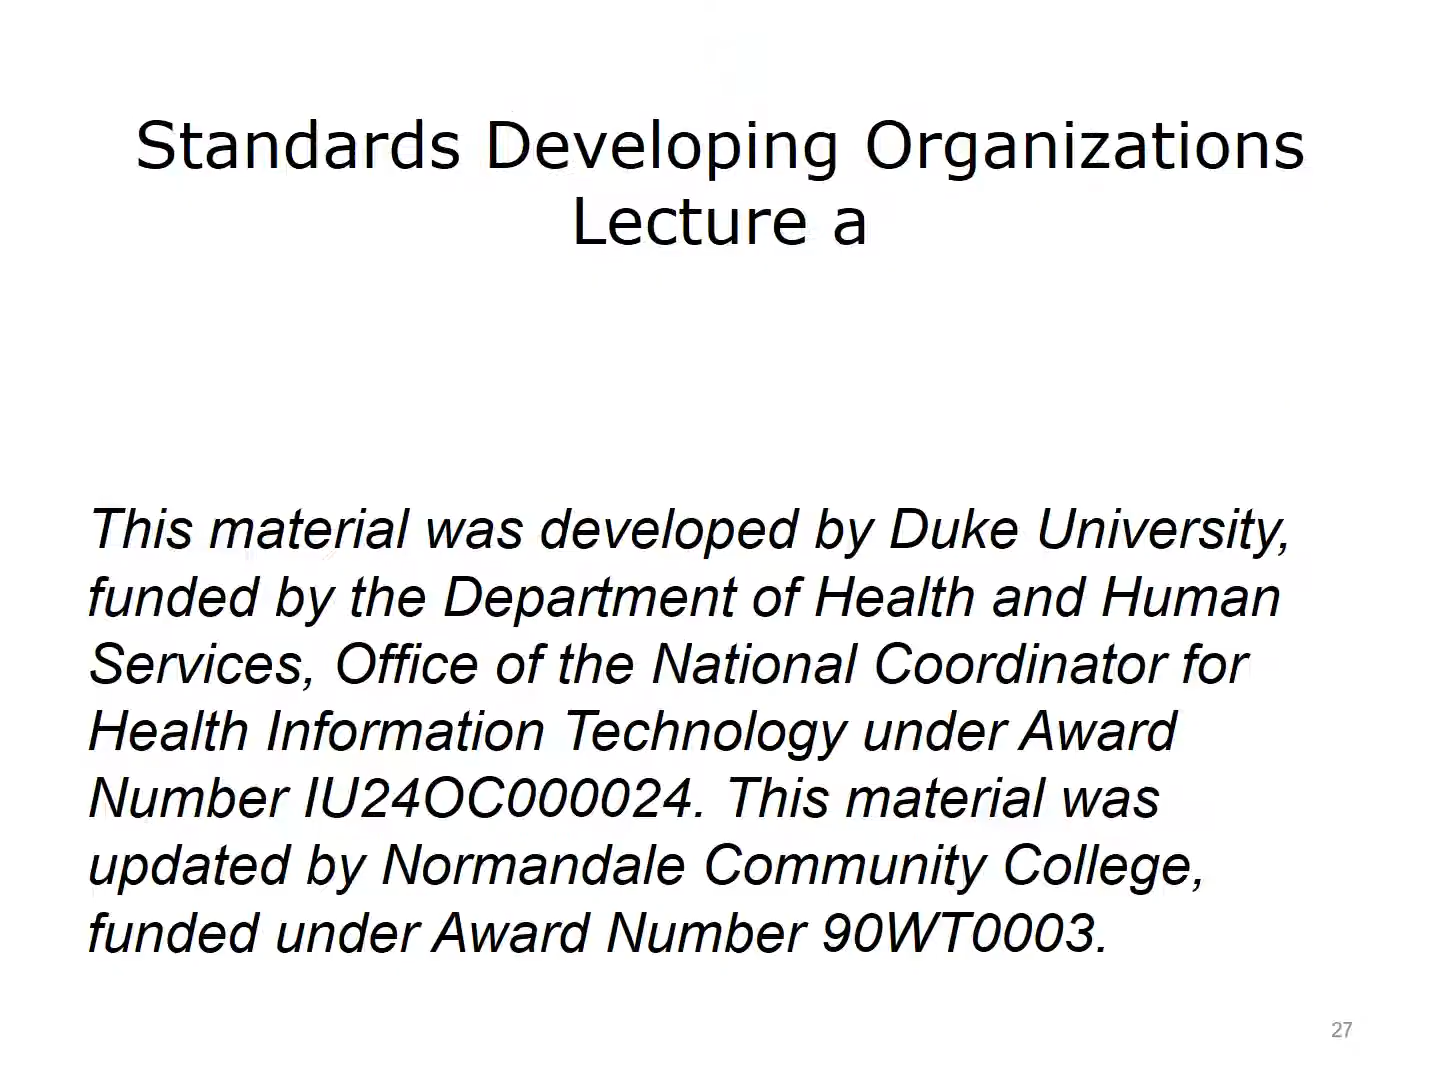 Standards Developing Organizations
Lecture a
This material was developed by Duke University,
funded by the Department of Health and Human
Services, Office of the National Coordinator for
Health Information Technology under Award
Number IU24OC000024. This material was
updated by Normandale Community College,
funded under Award Number 90WT0003.
27